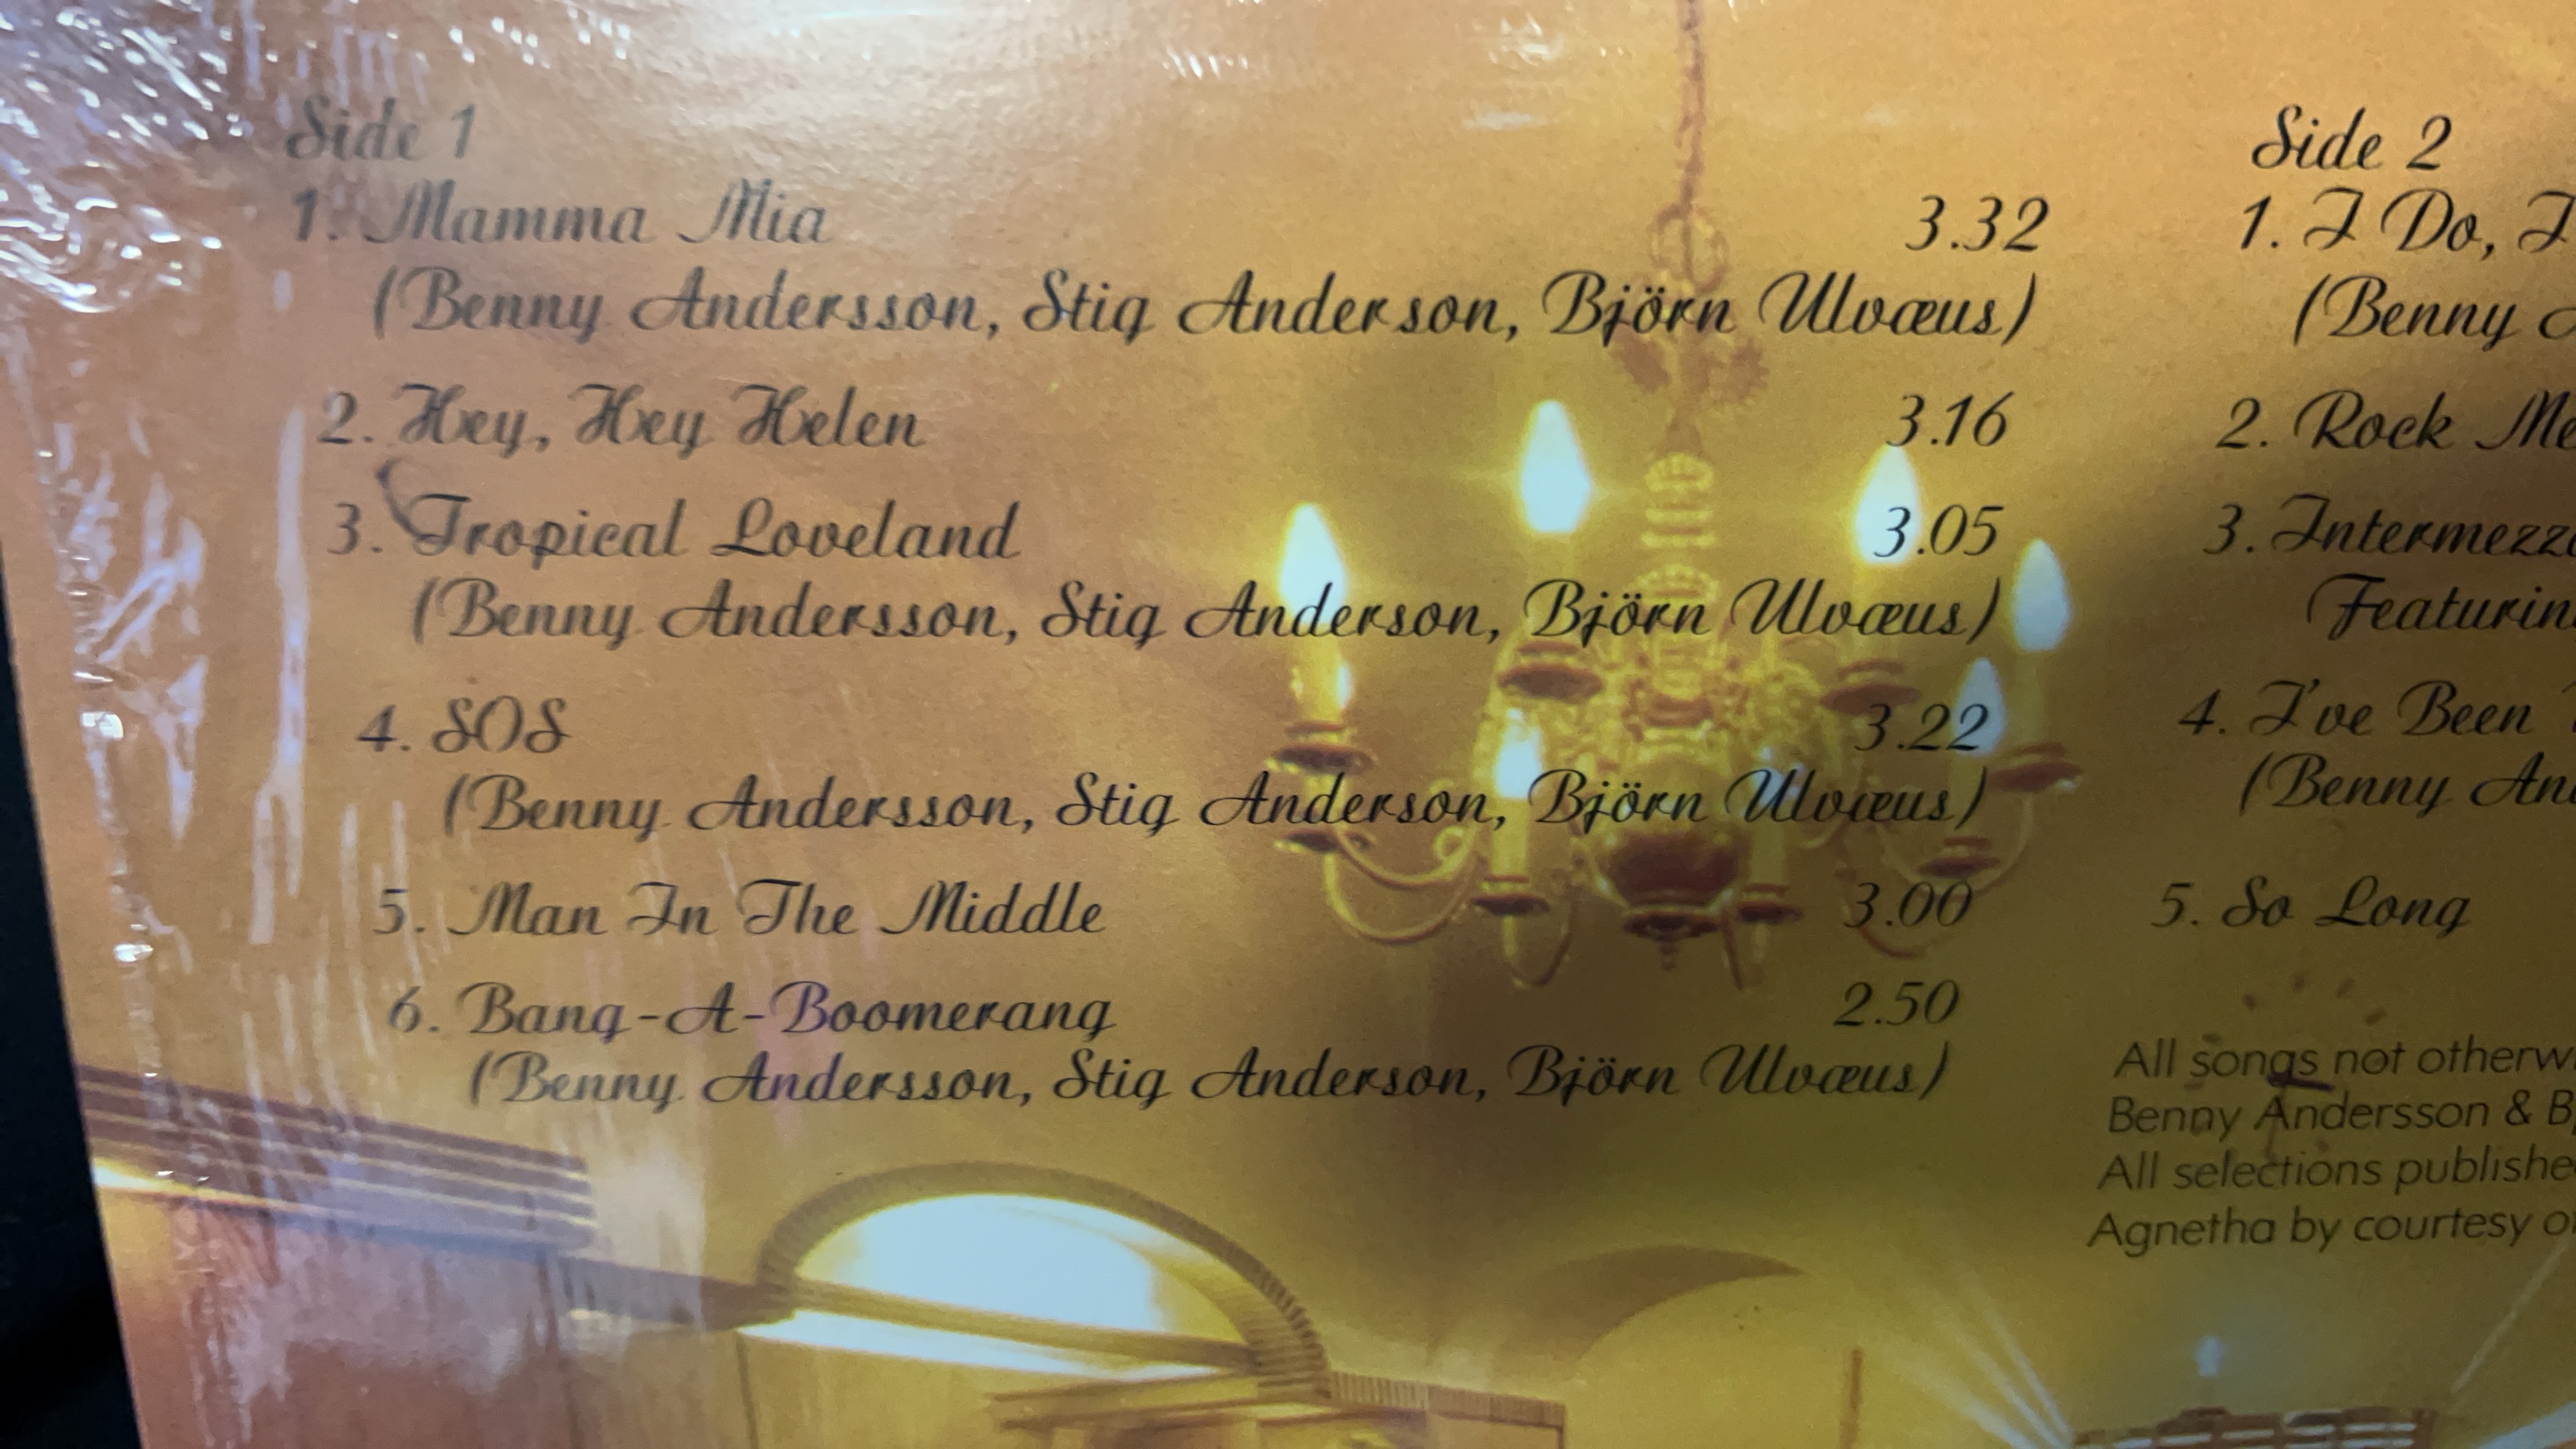 Side 1
1. Mamma Mia 3.32
(Benny Andersson, Stig Anderson, Björn Ulvæus)
2. Hey, Hey Helen 3.16
3. Tropical Loveland 3.05
(Benny Andersson, Stig Anderson, Björn Ulvæus)
4. SOS 3.22
(Benny Andersson, Stig Anderson, Björn Ulvæus)
5. Man In The Middle 3.00
6. Bang-A-Boomerang 2.50
(Benny Andersson, Stig Anderson, Björn Ulvæus)
Side 2
1. I Do, I
(Benny
2. Rock Me
3.
4. I've Been
(Benny
5. So Long
All songs not
Benny Andersson &
All selections
Agnetha by courtesy